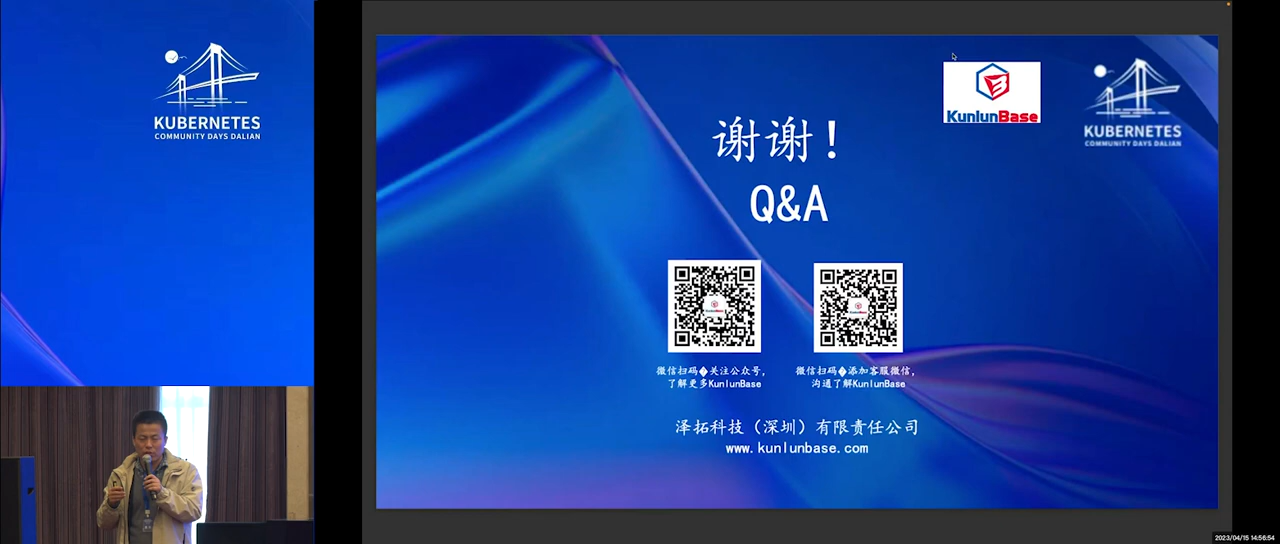 KUBERNETES
COMMUNITY DAYS DALIAN
KunlunBase
KUBERNETES
COMMUNITY DAYS DALIAN
谢谢！
Q&A
微信扫码�关注公众号，
了解更多KunlunBase
微信扫码�添加客服微信，
沟通了解KunlunBase
泽拓科技（深圳）有限责任公司
www.kunlunbase.com
2023/04/15 14:56:54